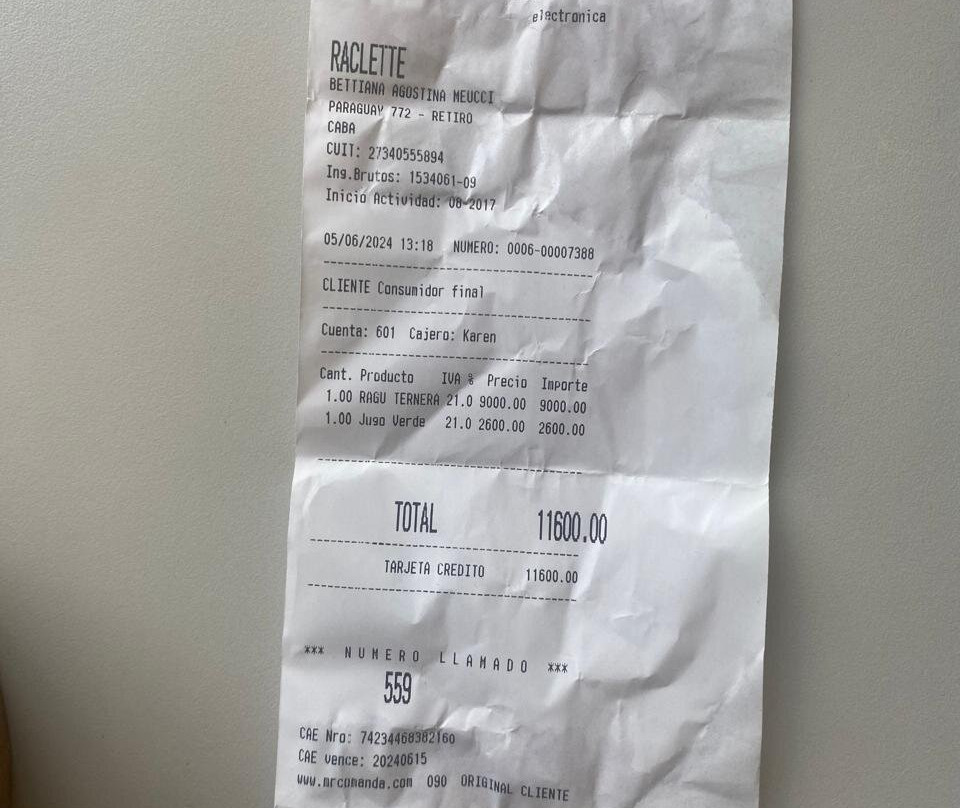 electronica
RACLETTE
BETTIANA AGOSTINA MEUCCI
PARAGUAY 772 - RETIRO
CABA
CUIT: 27340555894
Ing.Brutos: 1534061-09
Inicio Actividad: 08-2017
05/06/2024 13:18 NUMERO: 0006-00007388
CLIENTE Consumidor final
Cuenta: 601 Cajero: Karen
Cant. Producto IVA % Precio Importe
1.00 RAGU TERNERA 21.0 9000.00 9000.00
1.00 Jugo Verde 21.0 2600.00 2600.00
TOTAL 11600.00
TARJETA CREDITO 11600.00
*** NUMERO LLAMADO ***
559
CAE Nro: 74234468382160
CAE vence: 20240615
www.mrcomanda.com 090 ORIGINAL CLIENTE